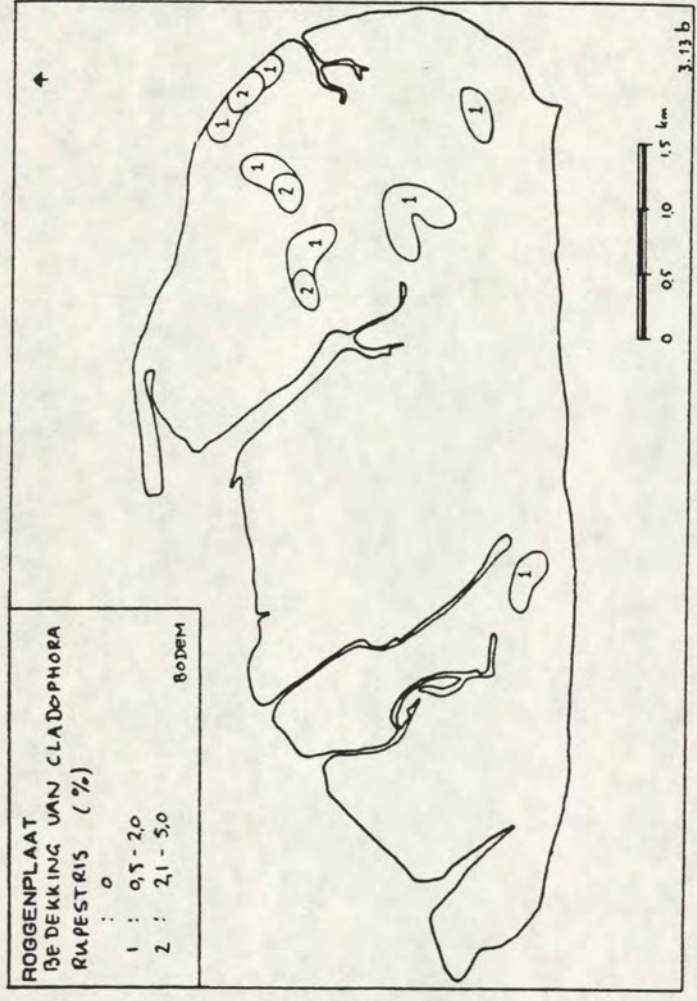 ROGGENPLAAT
BEDEKKING VAN CLADOPHORA
RUPESTRIS (%)
: 0
1 : 0,5 - 2,0
2 : 2,1 - 5,0
BODEM
1
2
1
1
2
2
1
1
1
1
0 0,5 1,0 1,5 km
3.13 b